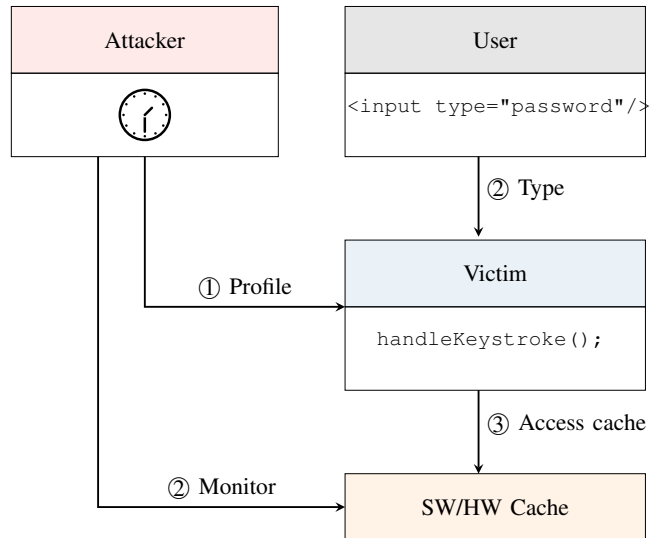 Attacker
User
<input type="password"/>
② Type
Victim
① Profile
handleKeystroke();
③ Access cache
② Monitor
SW/HW Cache